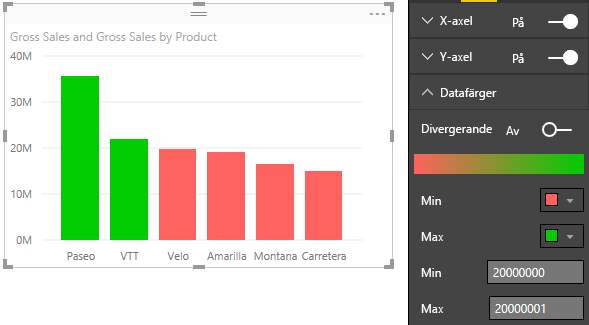 Gross Sales and Gross Sales by Product
40M
30M
20M
10M
0M
Paseo VTT Velo Amarilla Montana Carretera
X-axel På
Y-axel På
Datafärger
Divergerande Av
Min
Max
Min 20000000
Max 20000001